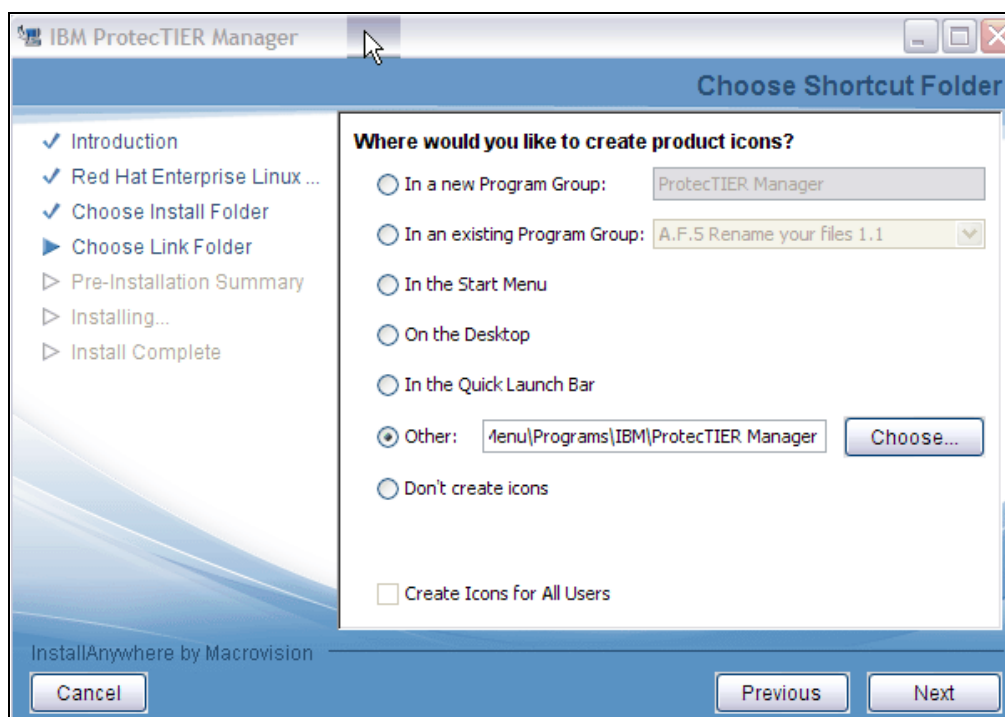 IBM ProtecTIER Manager
Choose Shortcut Folder
Introduction
Red Hat Enterprise Linux ...
Choose Install Folder
Choose Link Folder
Pre-Installation Summary
Installing...
Install Complete
Where would you like to create product icons?
In a new Program Group: ProtecTIER Manager
In an existing Program Group: A.F.5 Rename your files 1.1
In the Start Menu
On the Desktop
In the Quick Launch Bar
Other: Menu\Programs\IBM\ProtecTIER Manager Choose...
Don't create icons
Create Icons for All Users
InstallAnywhere by Macrovision
Cancel Previous Next